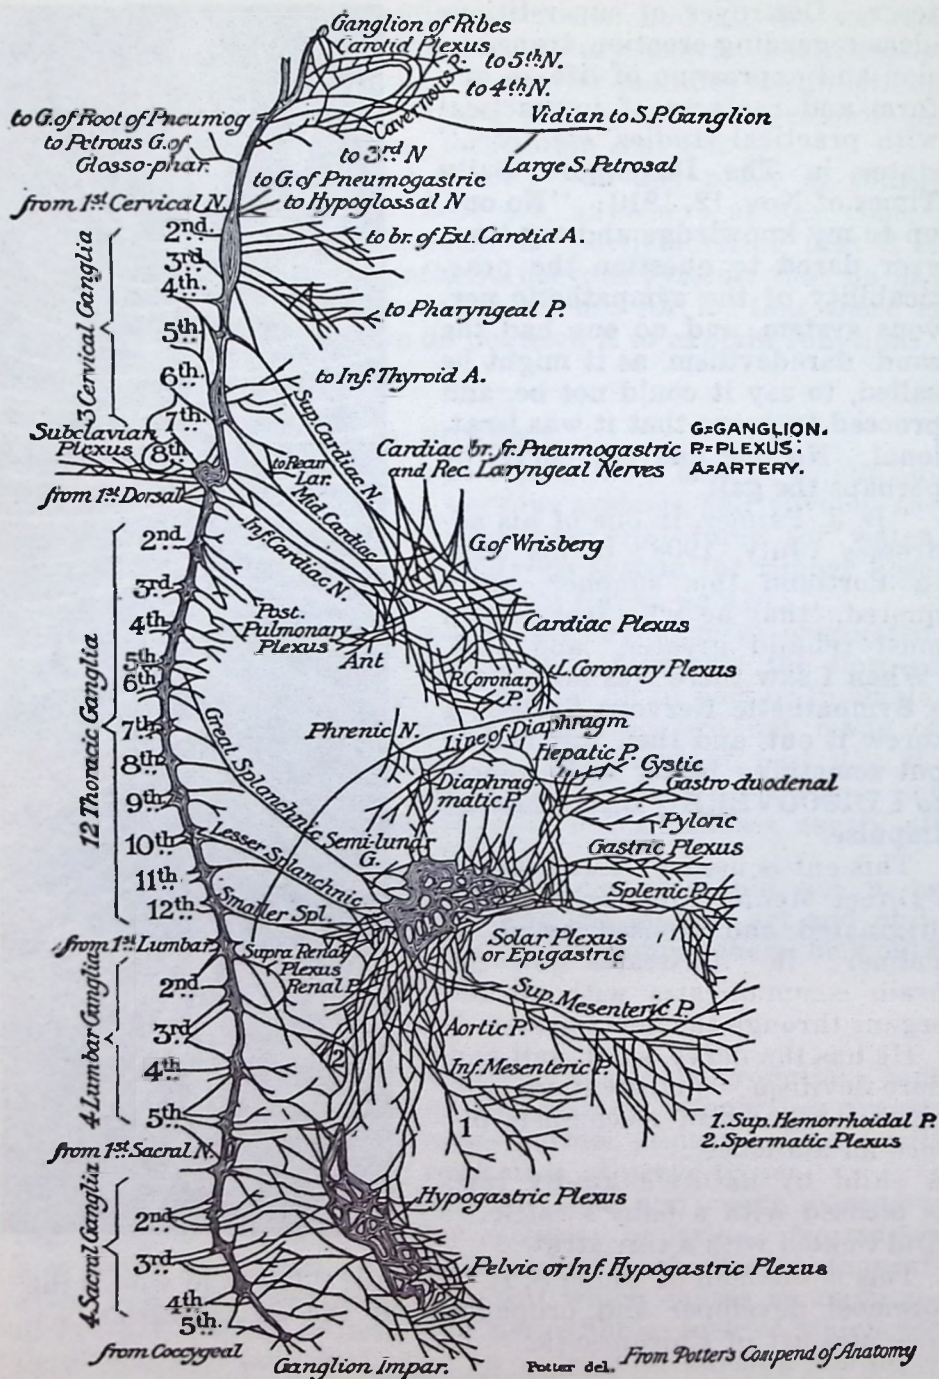 Ganglion of Ribes
Carotid Plexus
to 5th N.
to 4th N.
Cavernous P.
to G. of Root of Pneumog
Vidian to S.P. Ganglion
to Petrous G. of
Glosso-phar.
to 3rd N
Large S. Petrosal
to G. of Pneumogastric
from 1st Cervical N.
to Hypoglossal N
2nd.
to br. of Ext. Carotid A.
3rd
4th.
to Pharyngeal P.
3 Cervical Ganglia
5th.
6th.
to Inf. Thyroid A.
7th.
Sup. Cardiac N.
Subclavian
Plexus
8th
to Recur
Lar.
Mid. Cardiac
Cardiac br. fr. Pneumogastric
and Rec. Laryngeal Nerves
G=GANGLION.
P=PLEXUS:
A=ARTERY.
from 1st Dorsal
Inf. Cardiac N.
G. of Wrisberg
2nd.
3rd.
4th.
Post.
Pulmonary
Plexus
Ant
Cardiac Plexus
5th.
6th.
R. Coronary
P.
L. Coronary Plexus
12 Thoracic Ganglia
7th
Great Splanchnic
Phrenic N.
Line of Diaphragm
8th.
Hepatic P.
Cystic
Diaphrag
matic P.
Gastro-duodenal
9th.
Pyloric
10th
Lesser Splanchnic
Semi-lunar
G.
Gastric Plexus
11th
Splenic P.
12th
Smaller Spl.
from 1st Lumbar
Supra Renal
Plexus
Renal P.
Solar Plexus
or Epigastric
4 Lumbar Ganglia
2nd.
Sup. Mesenteric P.
3rd.
Aortic P.
2
4th
Inf. Mesenteric P.
5th
1
1. Sup. Hemorrhoidal P.
2. Spermatic Plexus
from 1st Sacral N.
4 Sacral Ganglia
Hypogastric Plexus
2nd
3rd
Pelvic or Inf. Hypogastric Plexus
4th
5th.
from Coccygeal
Ganglion Impar.
Potter del.
From Potter's Compend of Anatomy